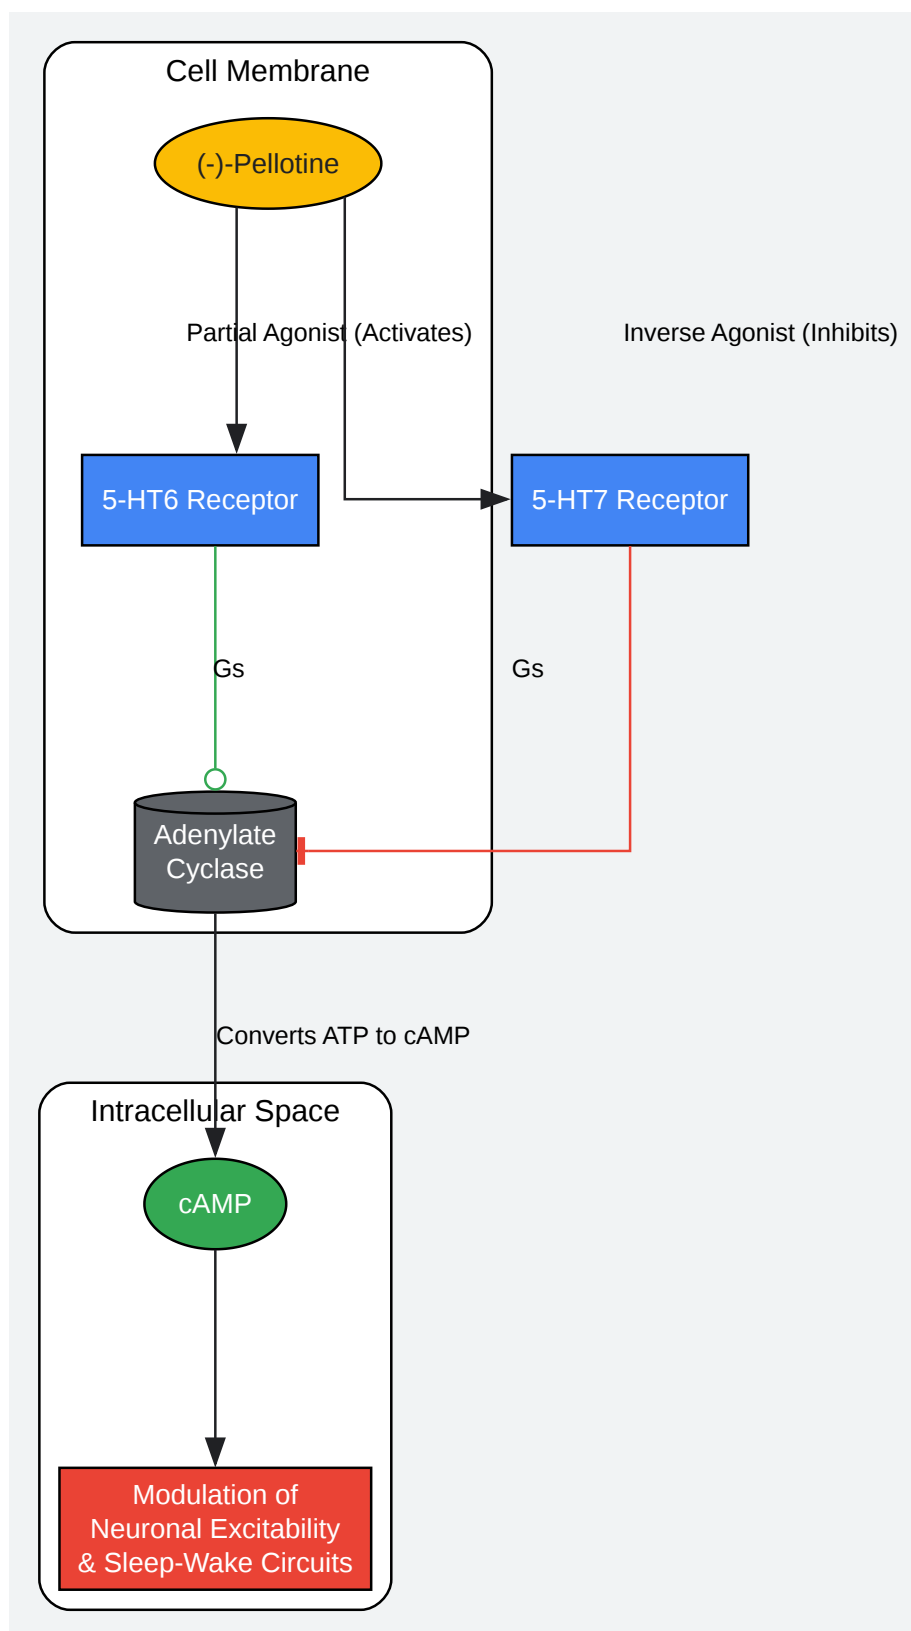 Cell Membrane
(-)-Pellotine
Partial Agonist (Activates)
Inverse Agonist (Inhibits)
5-HT6 Receptor
5-HT7 Receptor
Gs
Gs
Adenylate
Cyclase
Converts ATP to cAMP
Intracellular Space
cAMP
Modulation of
Neuronal Excitability
& Sleep-Wake Circuits